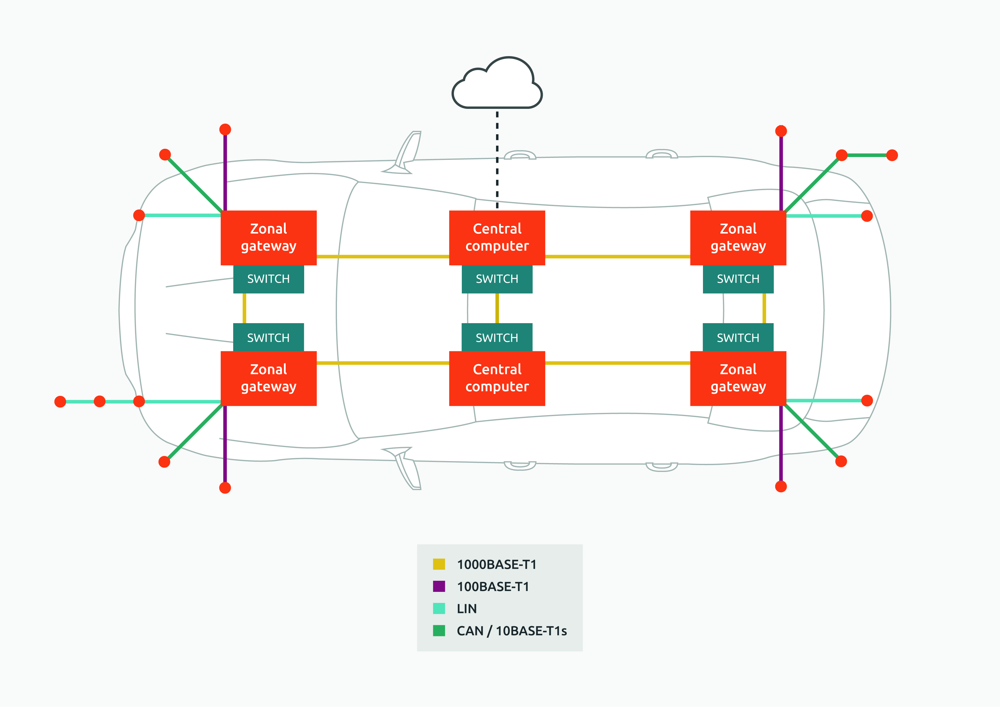 Zonal
gateway
Central
computer
Zonal
gateway
SWITCH
SWITCH
SWITCH
SWITCH
SWITCH
SWITCH
Zonal
gateway
Central
computer
Zonal
gateway
1000BASE-T1
100BASE-T1
LIN
CAN / 10BASE-T1s